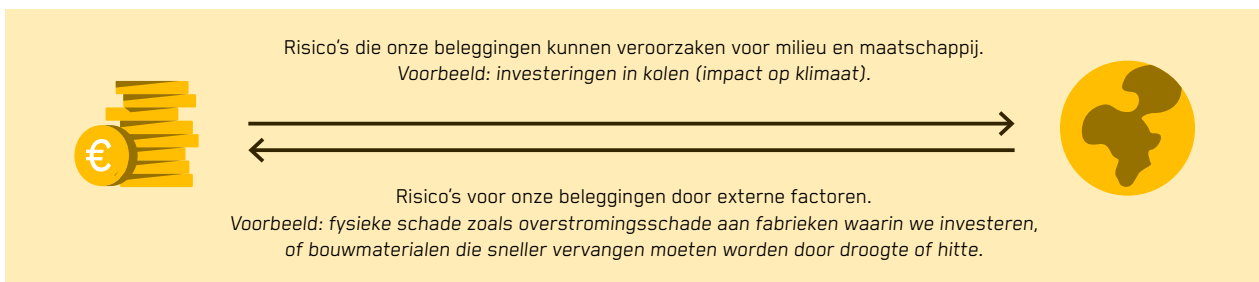 Risico's die onze beleggingen kunnen veroorzaken voor milieu en maatschappij.
Voorbeeld: investeringen in kolen (impact op klimaat).
€
Risico's voor onze beleggingen door externe factoren.
Voorbeeld: fysieke schade zoals overstromingsschade aan fabrieken waarin we investeren,
of bouwmaterialen die sneller vervangen moeten worden door droogte of hitte.